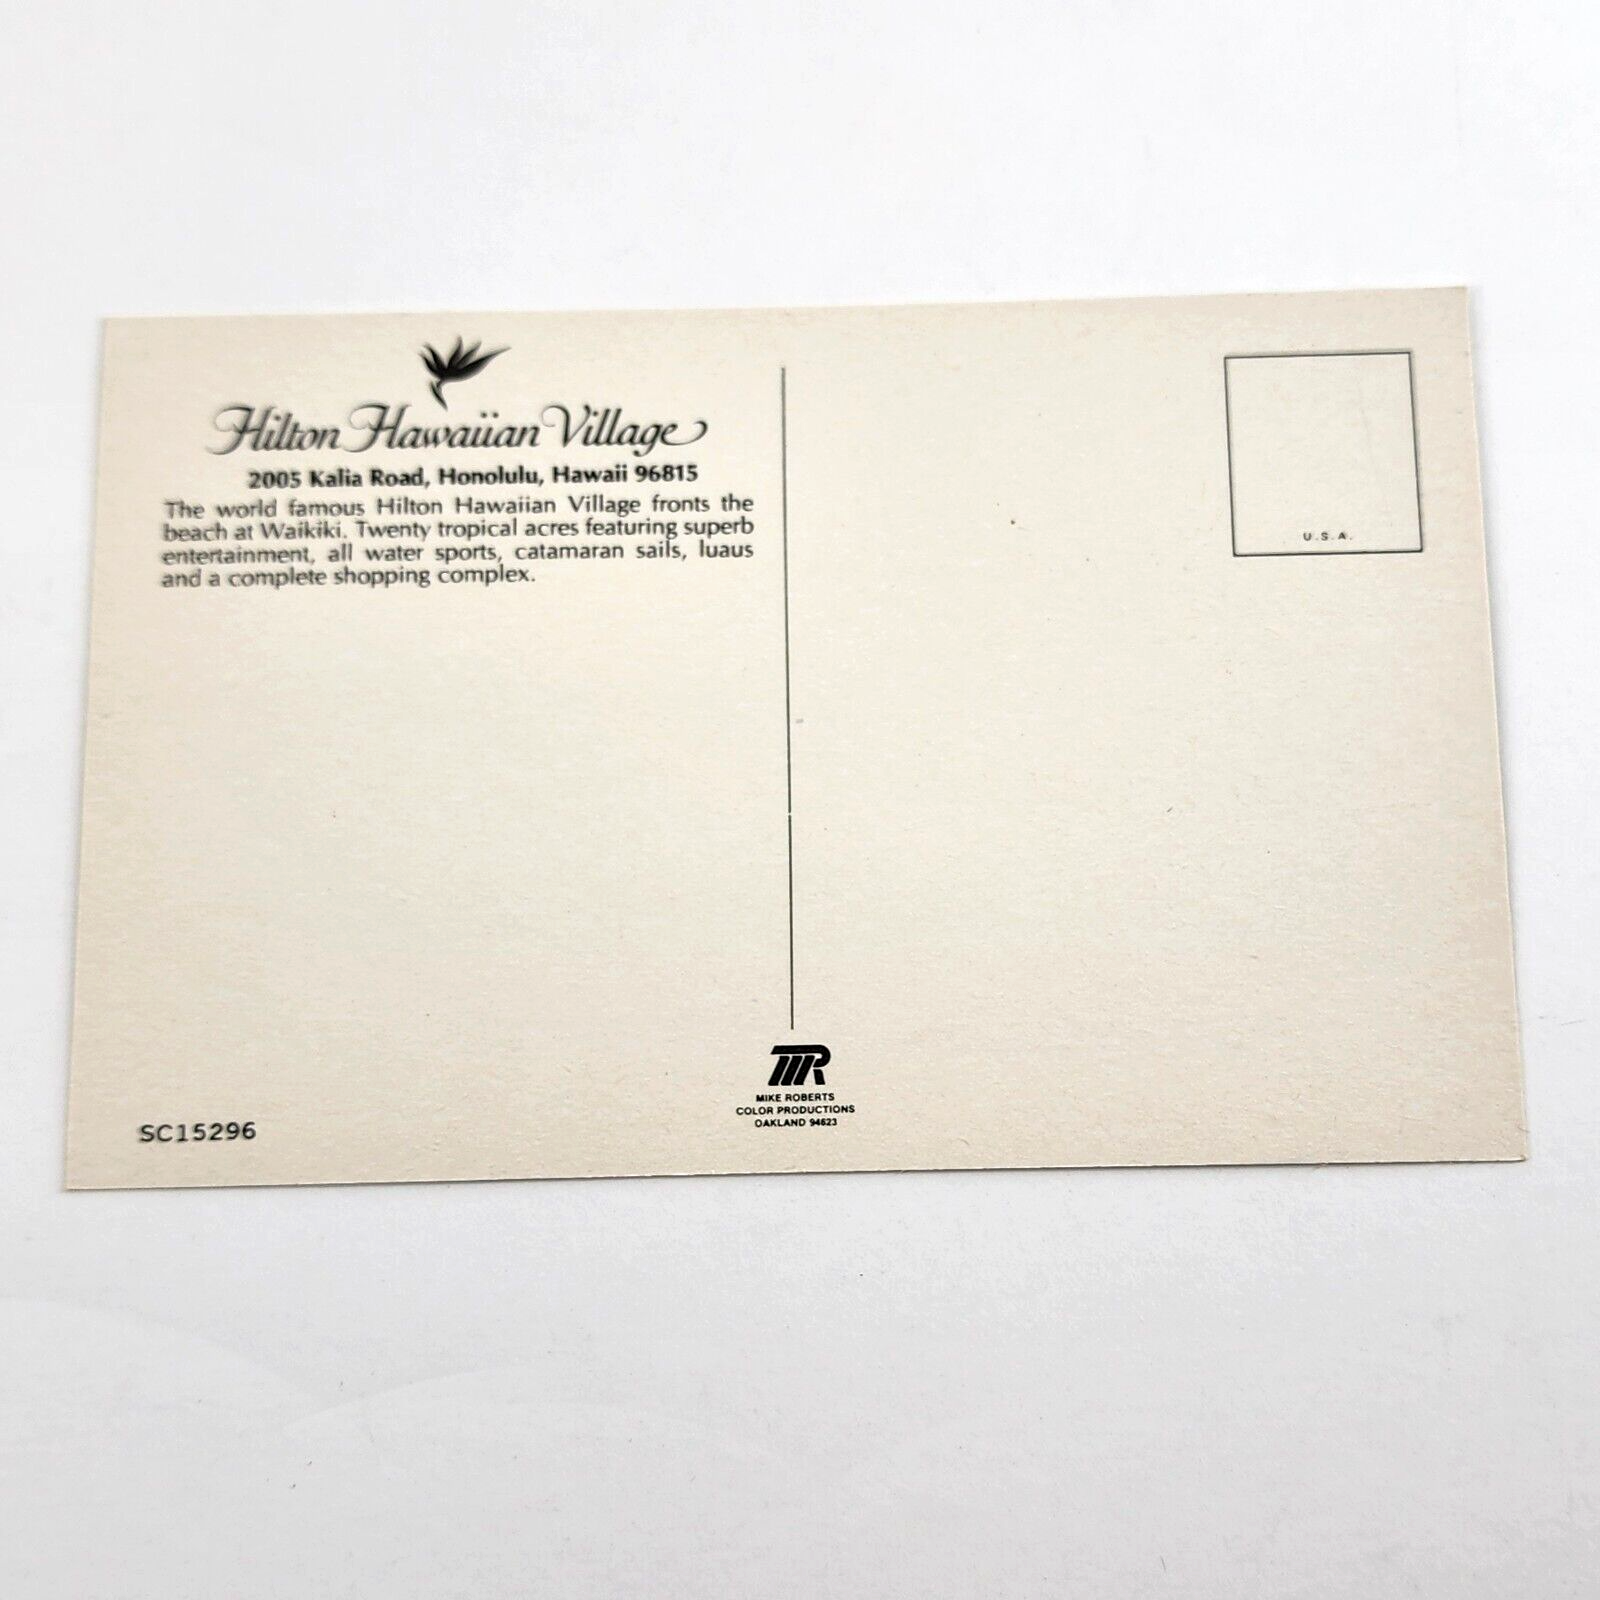 Hilton Hawaiian Village
2005 Kalia Road, Honolulu, Hawaii 96815
The world famous Hilton Hawaiian Village fronts the
beach at Waikiki. Twenty tropical acres featuring superb
entertainment, all water sports, catamaran sails, luaus
and a complete shopping complex.
SC15296
MR
MIKE ROBERTS
COLOR PRODUCTIONS
OAKLAND 94623
U.S.A.